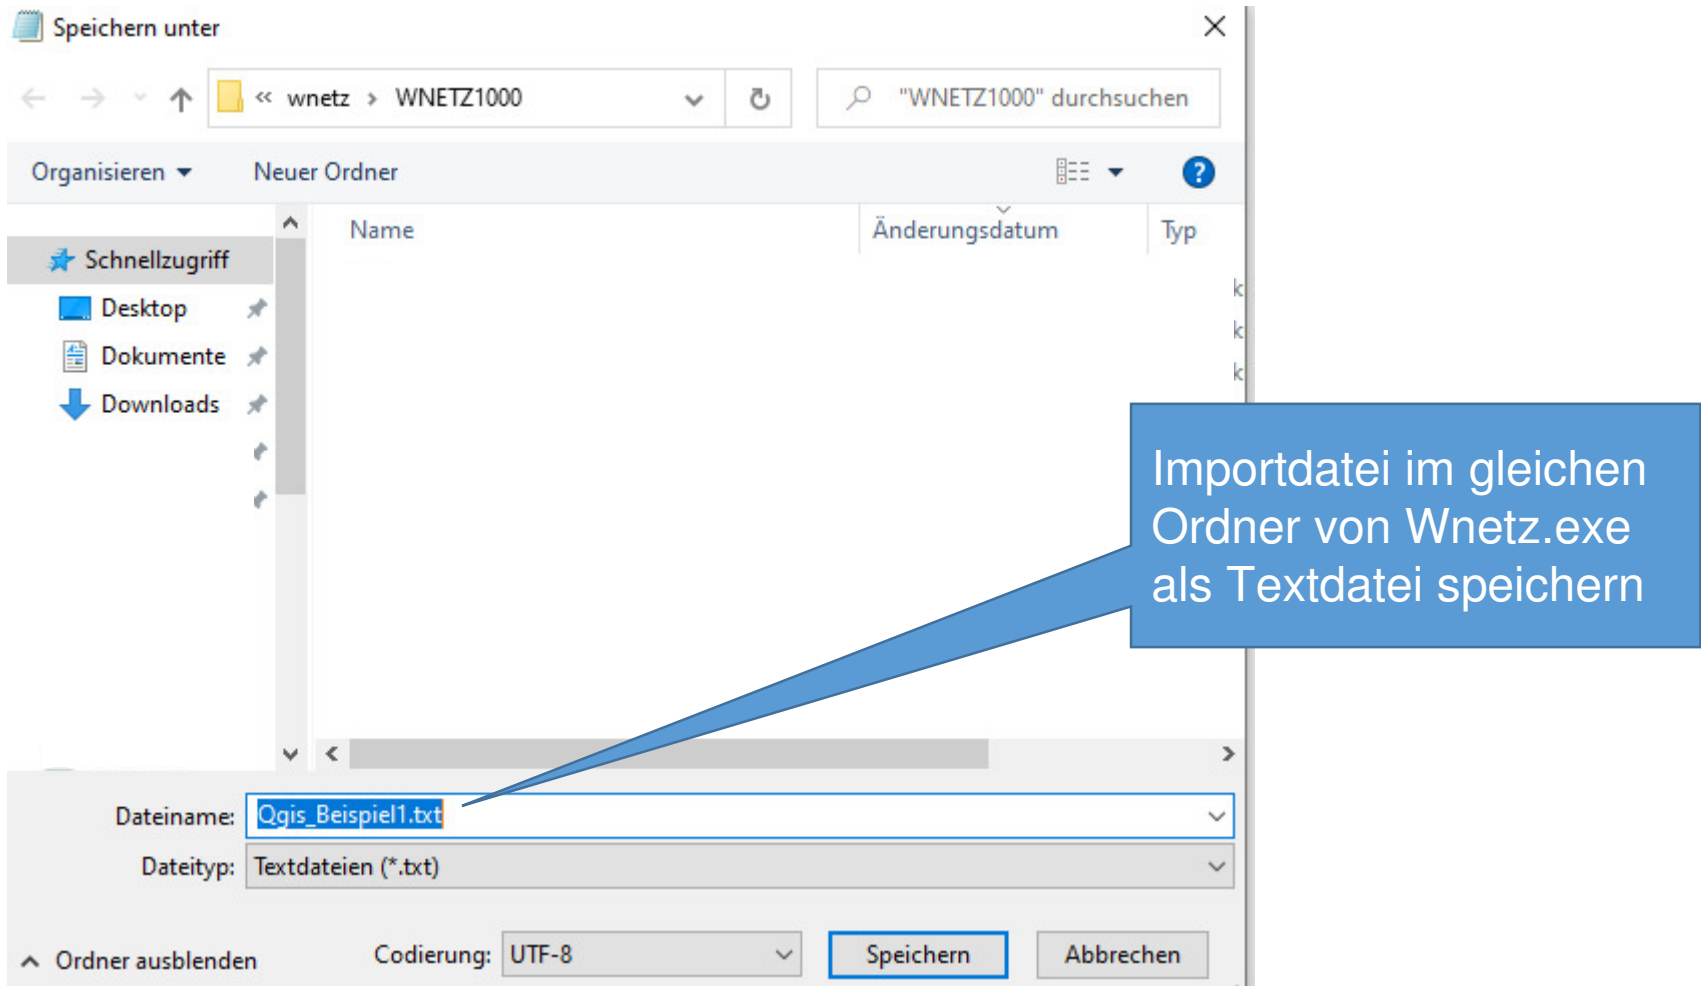 Speichern unter
« wnetz › WNETZ1000
"WNETZ1000" durchsuchen
Organisieren
Neuer Ordner
Name
Änderungsdatum
Typ
Schnellzugriff
Desktop
Dokumente
Downloads
k
k
k
Importdatei im gleichen
Ordner von Wnetz.exe
als Textdatei speichern
Dateiname: Qgis_Beispiel1.txt
Dateityp: Textdateien (*.txt)
Ordner ausblenden
Codierung: UTF-8
Speichern
Abbrechen